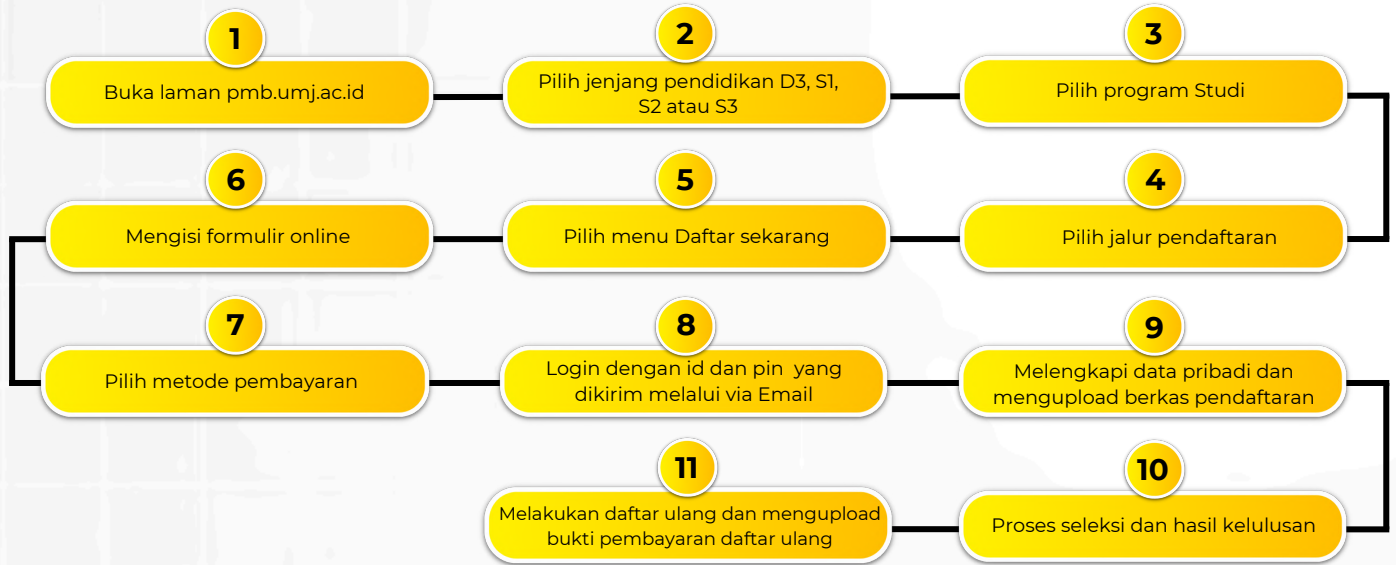 1
Buka laman pmb.umj.ac.id
2
Pilih jenjang pendidikan D3, S1,
S2 atau S3
3
Pilih program Studi
4
Pilih jalur pendaftaran
5
Pilih menu Daftar sekarang
6
Mengisi formulir online
7
Pilih metode pembayaran
8
Login dengan id dan pin yang
dikirim melalui via Email
9
Melengkapi data pribadi dan
mengupload berkas pendaftaran
10
Proses seleksi dan hasil kelulusan
11
Melakukan daftar ulang dan mengupload
bukti pembayaran daftar ulang